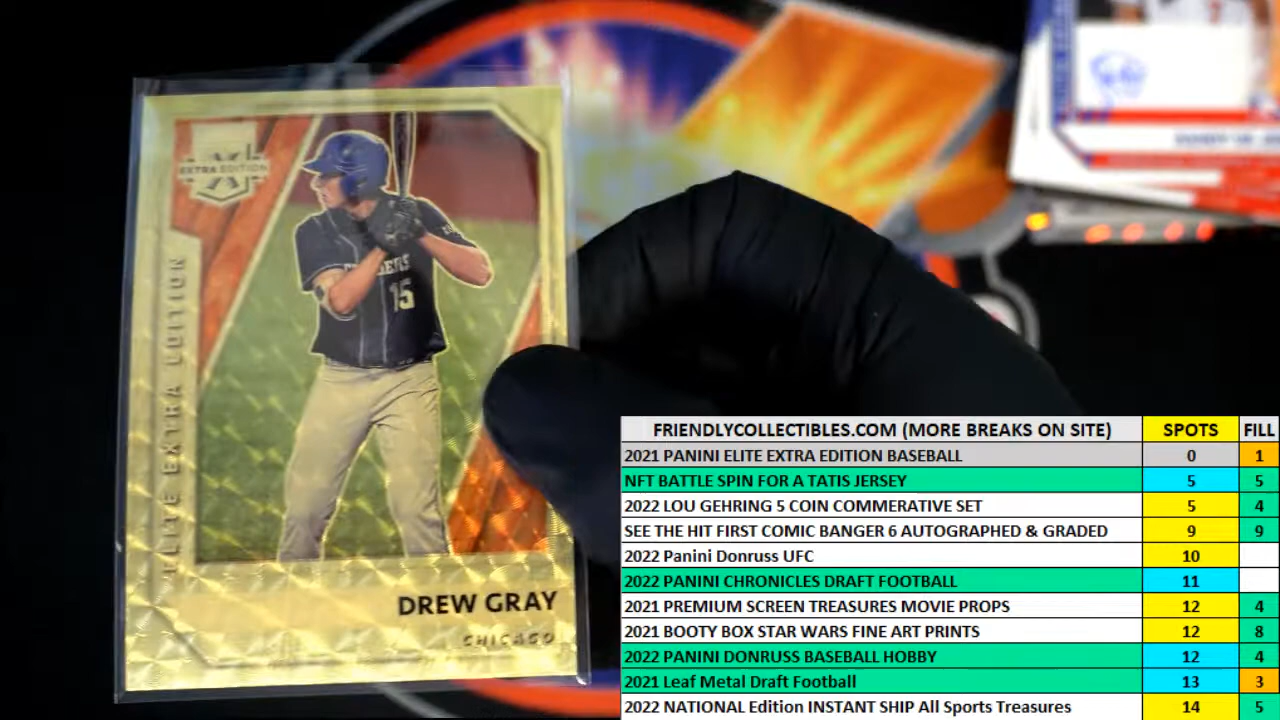 EXTRA EDITION
ELITE EXTRA EDITION
15
DREW GRAY
CHICAGO
FRIENDLYCOLLECTIBLES.COM (MORE BREAKS ON SITE) SPOTS FILL
2021 PANINI ELITE EXTRA EDITION BASEBALL 0 1
NFT BATTLE SPIN FOR A TATIS JERSEY 5 5
2022 LOU GEHRING 5 COIN COMMERATIVE SET 5 4
SEE THE HIT FIRST COMIC BANGER 6 AUTOGRAPHED & GRADED 9 9
2022 Panini Donruss UFC 10
2022 PANINI CHRONICLES DRAFT FOOTBALL 11
2021 PREMIUM SCREEN TREASURES MOVIE PROPS 12 4
2021 BOOTY BOX STAR WARS FINE ART PRINTS 12 8
2022 PANINI DONRUSS BASEBALL HOBBY 12 4
2021 Leaf Metal Draft Football 13 3
2022 NATIONAL Edition INSTANT SHIP All Sports Treasures 14 5